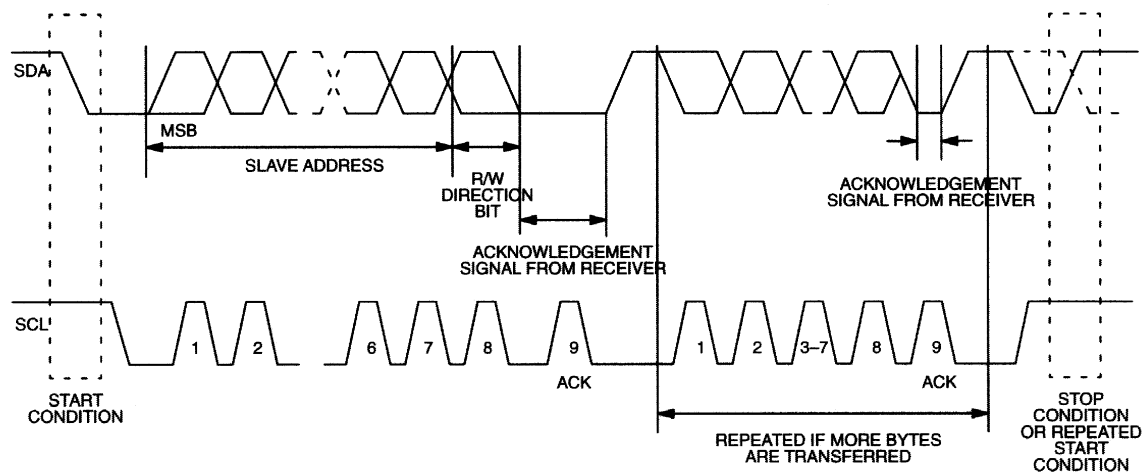 SDA
MSB
SLAVE ADDRESS
R/W
DIRECTION
BIT
ACKNOWLEDGEMENT
SIGNAL FROM RECEIVER
ACKNOWLEDGEMENT
SIGNAL FROM RECEIVER
SCL
1
2
6
7
8
9
ACK
1
2
3–7
8
9
ACK
START
CONDITION
REPEATED IF MORE BYTES
ARE TRANSFERRED
STOP
CONDITION
OR REPEATED
START
CONDITION